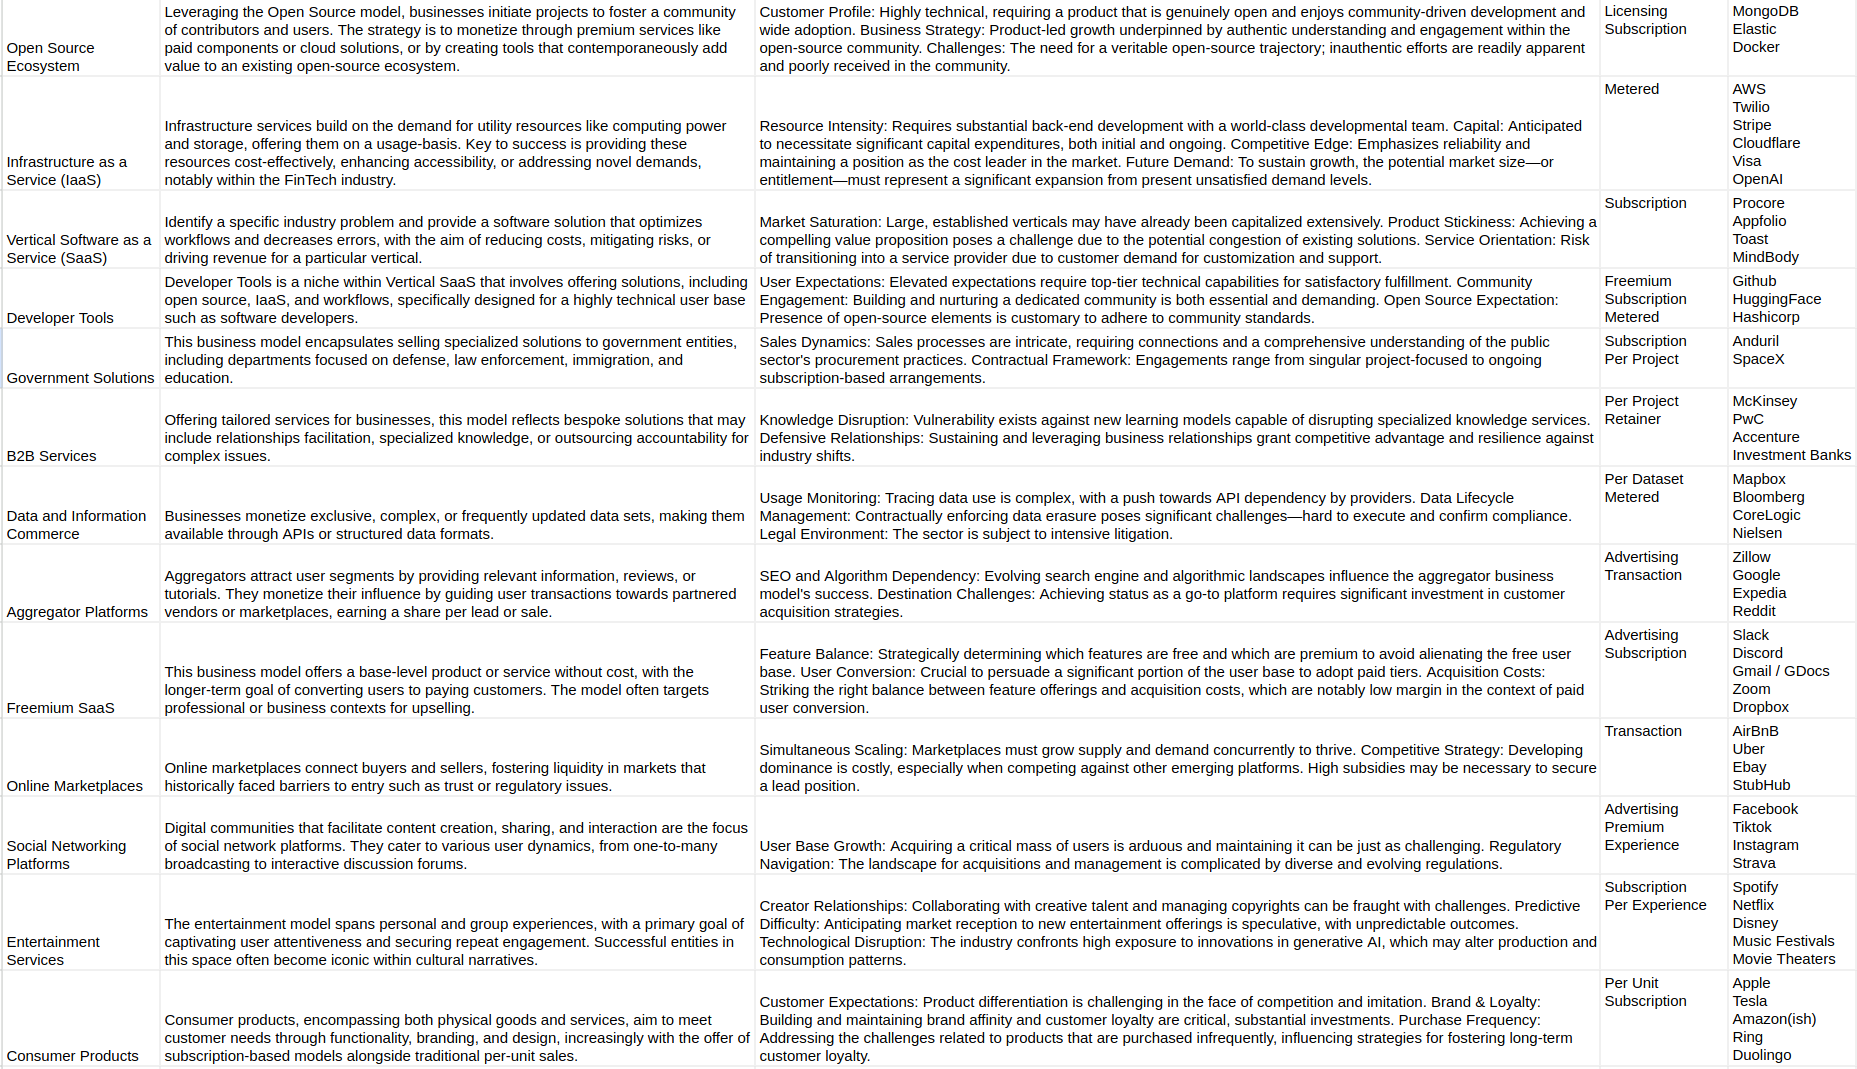 Open Source
Ecosystem
Leveraging the Open Source model, businesses initiate projects to foster a community
of contributors and users. The strategy is to monetize through premium services like
paid components or cloud solutions, or by creating tools that contemporaneously add
value to an existing open-source ecosystem.
Customer Profile: Highly technical, requiring a product that is genuinely open and enjoys community-driven development and
wide adoption. Business Strategy: Product-led growth underpinned by authentic understanding and engagement within the
open-source community. Challenges: The need for a veritable open-source trajectory; inauthentic efforts are readily apparent
and poorly received in the community.
Licensing
Subscription
MongoDB
Elastic
Docker
Infrastructure as a
Service (IaaS)
Infrastructure services build on the demand for utility resources like computing power
and storage, offering them on a usage-basis. Key to success is providing these
resources cost-effectively, enhancing accessibility, or addressing novel demands,
notably within the FinTech industry.
Resource Intensity: Requires substantial back-end development with a world-class developmental team. Capital: Anticipated
to necessitate significant capital expenditures, both initial and ongoing. Competitive Edge: Emphasizes reliability and
maintaining a position as the cost leader in the market. Future Demand: To sustain growth, the potential market size—or
entitlement—must represent a significant expansion from present unsatisfied demand levels.
Metered
AWS
Twilio
Stripe
Cloudflare
Visa
OpenAI
Vertical Software as a
Service (SaaS)
Identify a specific industry problem and provide a software solution that optimizes
workflows and decreases errors, with the aim of reducing costs, mitigating risks, or
driving revenue for a particular vertical.
Market Saturation: Large, established verticals may have already been capitalized extensively. Product Stickiness: Achieving a
compelling value proposition poses a challenge due to the potential congestion of existing solutions. Service Orientation: Risk
of transitioning into a service provider due to customer demand for customization and support.
Subscription
Procore
Appfolio
Toast
MindBody
Developer Tools
Developer Tools is a niche within Vertical SaaS that involves offering solutions, including
open source, IaaS, and workflows, specifically designed for a highly technical user base
such as software developers.
User Expectations: Elevated expectations require top-tier technical capabilities for satisfactory fulfillment. Community
Engagement: Building and nurturing a dedicated community is both essential and demanding. Open Source Expectation:
Presence of open-source elements is customary to adhere to community standards.
Freemium
Subscription
Metered
Github
HuggingFace
Hashicorp
Government Solutions
This business model encapsulates selling specialized solutions to government entities,
including departments focused on defense, law enforcement, immigration, and
education.
Sales Dynamics: Sales processes are intricate, requiring connections and a comprehensive understanding of the public
sector's procurement practices. Contractual Framework: Engagements range from singular project-focused to ongoing
subscription-based arrangements.
Subscription
Per Project
Anduril
SpaceX
B2B Services
Offering tailored services for businesses, this model reflects bespoke solutions that may
include relationships facilitation, specialized knowledge, or outsourcing accountability for
complex issues.
Knowledge Disruption: Vulnerability exists against new learning models capable of disrupting specialized knowledge services.
Defensive Relationships: Sustaining and leveraging business relationships grant competitive advantage and resilience against
industry shifts.
Per Project
Retainer
McKinsey
PwC
Accenture
Investment Banks
Data and Information
Commerce
Businesses monetize exclusive, complex, or frequently updated data sets, making them
available through APIs or structured data formats.
Usage Monitoring: Tracing data use is complex, with a push towards API dependency by providers. Data Lifecycle
Management: Contractually enforcing data erasure poses significant challenges—hard to execute and confirm compliance.
Legal Environment: The sector is subject to intensive litigation.
Per Dataset
Metered
Mapbox
Bloomberg
CoreLogic
Nielsen
Aggregator Platforms
Aggregators attract user segments by providing relevant information, reviews, or
tutorials. They monetize their influence by guiding user transactions towards partnered
vendors or marketplaces, earning a share per lead or sale.
SEO and Algorithm Dependency: Evolving search engine and algorithmic landscapes influence the aggregator business
model's success. Destination Challenges: Achieving status as a go-to platform requires significant investment in customer
acquisition strategies.
Advertising
Transaction
Zillow
Google
Expedia
Reddit
Freemium SaaS
This business model offers a base-level product or service without cost, with the
longer-term goal of converting users to paying customers. The model often targets
professional or business contexts for upselling.
Feature Balance: Strategically determining which features are free and which are premium to avoid alienating the free user
base. User Conversion: Crucial to persuade a significant portion of the user base to adopt paid tiers. Acquisition Costs:
Striking the right balance between feature offerings and acquisition costs, which are notably low margin in the context of paid
user conversion.
Advertising
Subscription
Slack
Discord
Gmail / GDocs
Zoom
Dropbox
Online Marketplaces
Online marketplaces connect buyers and sellers, fostering liquidity in markets that
historically faced barriers to entry such as trust or regulatory issues.
Simultaneous Scaling: Marketplaces must grow supply and demand concurrently to thrive. Competitive Strategy: Developing
dominance is costly, especially when competing against other emerging platforms. High subsidies may be necessary to secure
a lead position.
Transaction
AirBnB
Uber
Ebay
StubHub
Social Networking
Platforms
Digital communities that facilitate content creation, sharing, and interaction are the focus
of social network platforms. They cater to various user dynamics, from one-to-many
broadcasting to interactive discussion forums.
User Base Growth: Acquiring a critical mass of users is arduous and maintaining it can be just as challenging. Regulatory
Navigation: The landscape for acquisitions and management is complicated by diverse and evolving regulations.
Advertising
Premium
Experience
Facebook
Tiktok
Instagram
Strava
Entertainment
Services
The entertainment model spans personal and group experiences, with a primary goal of
captivating user attentiveness and securing repeat engagement. Successful entities in
this space often become iconic within cultural narratives.
Creator Relationships: Collaborating with creative talent and managing copyrights can be fraught with challenges. Predictive
Difficulty: Anticipating market reception to new entertainment offerings is speculative, with unpredictable outcomes.
Technological Disruption: The industry confronts high exposure to innovations in generative AI, which may alter production and
consumption patterns.
Subscription
Per Experience
Spotify
Netflix
Disney
Music Festivals
Movie Theaters
Consumer Products
Consumer products, encompassing both physical goods and services, aim to meet
customer needs through functionality, branding, and design, increasingly with the offer of
subscription-based models alongside traditional per-unit sales.
Customer Expectations: Product differentiation is challenging in the face of competition and imitation. Brand & Loyalty:
Building and maintaining brand affinity and customer loyalty are critical, substantial investments. Purchase Frequency:
Addressing the challenges related to products that are purchased infrequently, influencing strategies for fostering long-term
customer loyalty.
Per Unit
Subscription
Apple
Tesla
Amazon(ish)
Ring
Duolingo